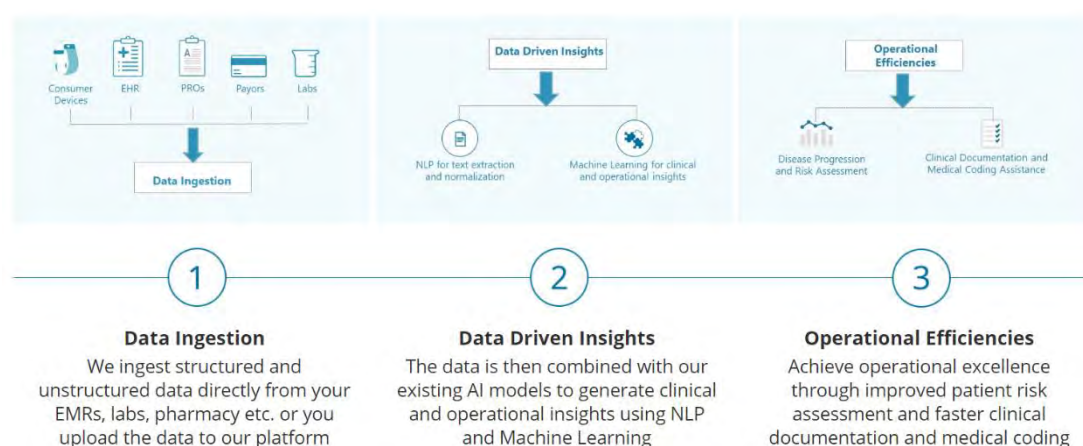 Consumer
Devices
EHR
PROs
Payors
Labs
Data Ingestion
Data Driven Insights
NLP for text extraction
and normalization
Machine Learning for clinical
and operational insights
Operational
Efficiencies
Disease Progression
and Risk Assessment
Clinical Documentation and
Medical Coding Assistance
1
Data Ingestion
We ingest structured and
unstructured data directly from your
EMRs, labs, pharmacy etc. or you
upload the data to our platform
2
Data Driven Insights
The data is then combined with our
existing AI models to generate clinical
and operational insights using NLP
and Machine Learning
3
Operational Efficiencies
Achieve operational excellence
through improved patient risk
assessment and faster clinical
documentation and medical coding